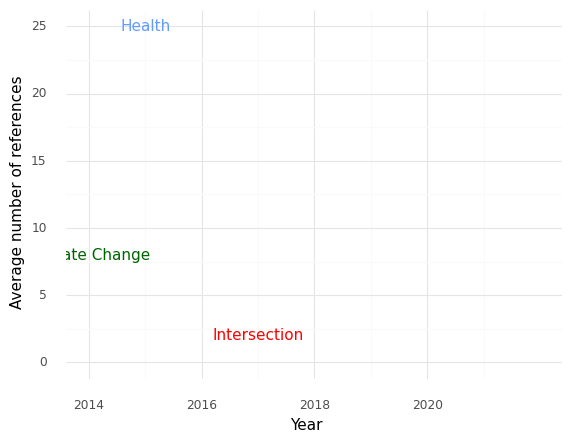 25
Health
20
15
10
ate Change
5
Intersection
0
2014
2016
2018
2020
Year
Average number of references